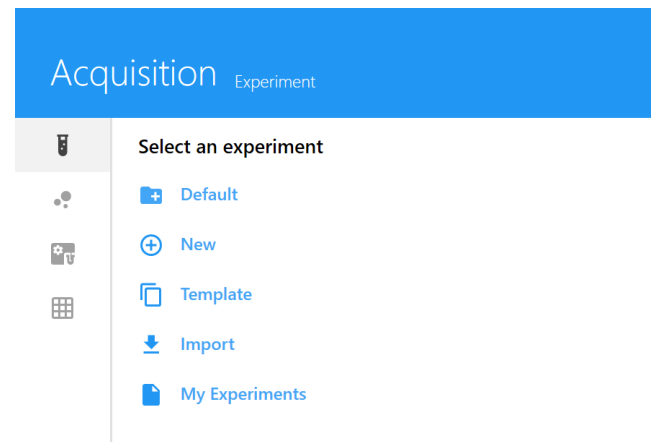 Acquisition Experiment
Select an experiment
Default
New
Template
Import
My Experiments